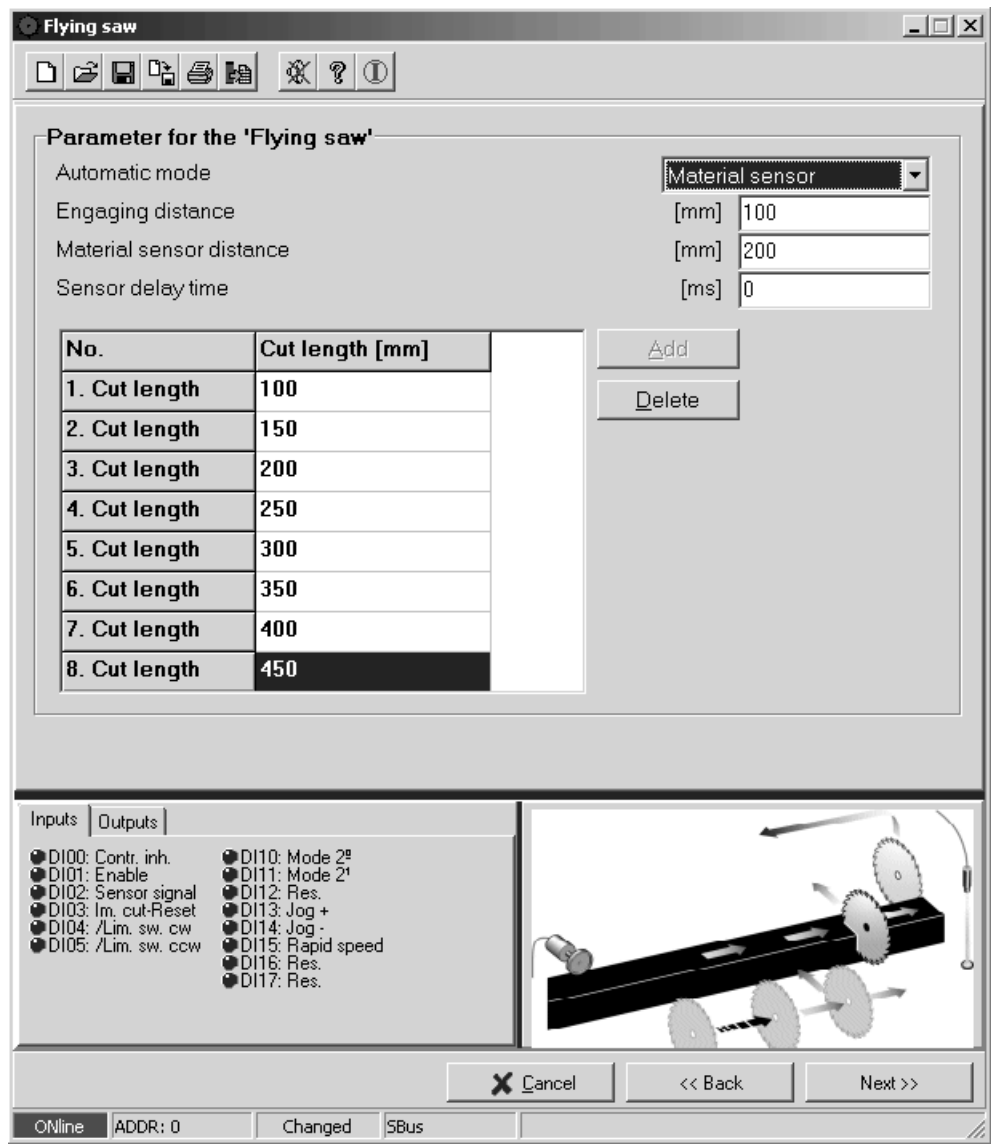 Flying saw
Parameter for the 'Flying saw'
Automatic mode Material sensor
Engaging distance [mm] 100
Material sensor distance [mm] 200
Sensor delay time [ms] 0
No. Cut length [mm]
1. Cut length 100
2. Cut length 150
3. Cut length 200
4. Cut length 250
5. Cut length 300
6. Cut length 350
7. Cut length 400
8. Cut length 450
Add
Delete
Inputs Outputs
DI00: Contr. inh.
DI01: Enable
DI02: Sensor signal
DI03: Im. cut-Reset
DI04: /Lim. sw. cw
DI05: /Lim. sw. ccw
DI10: Mode 2º
DI11: Mode 2¹
DI12: Res.
DI13: Jog +
DI14: Jog -
DI15: Rapid speed
DI16: Res.
DI17: Res.
Cancel << Back Next >>
ONline ADDR: 0 Changed SBus